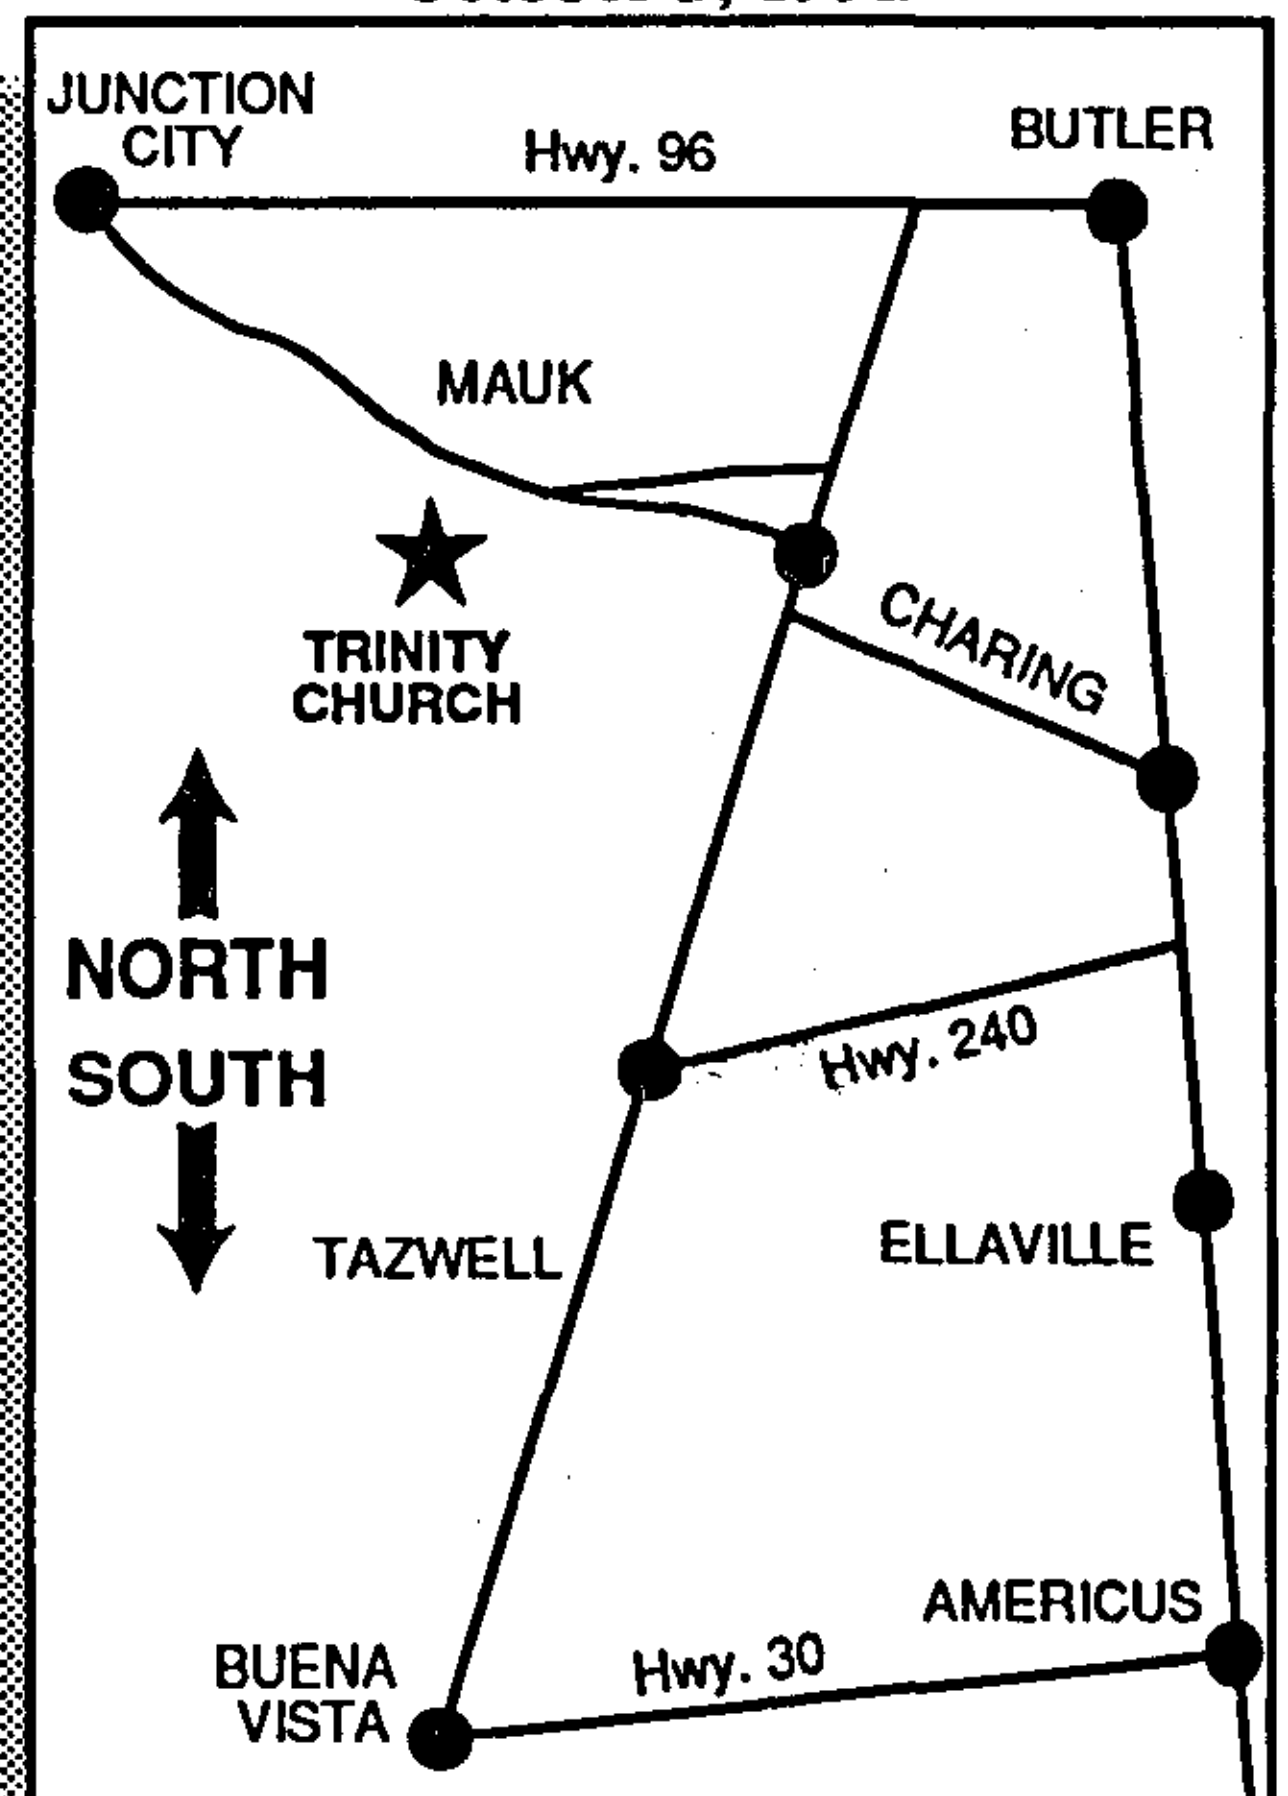 JUNCTION
CITY
Hwy. 96
BUTLER
MAUK
CHARING
TRINITY
CHURCH
NORTH
SOUTH
Hwy. 240
TAZWELL
ELLAVILLE
AMERICUS
BUENA
VISTA
Hwy. 30